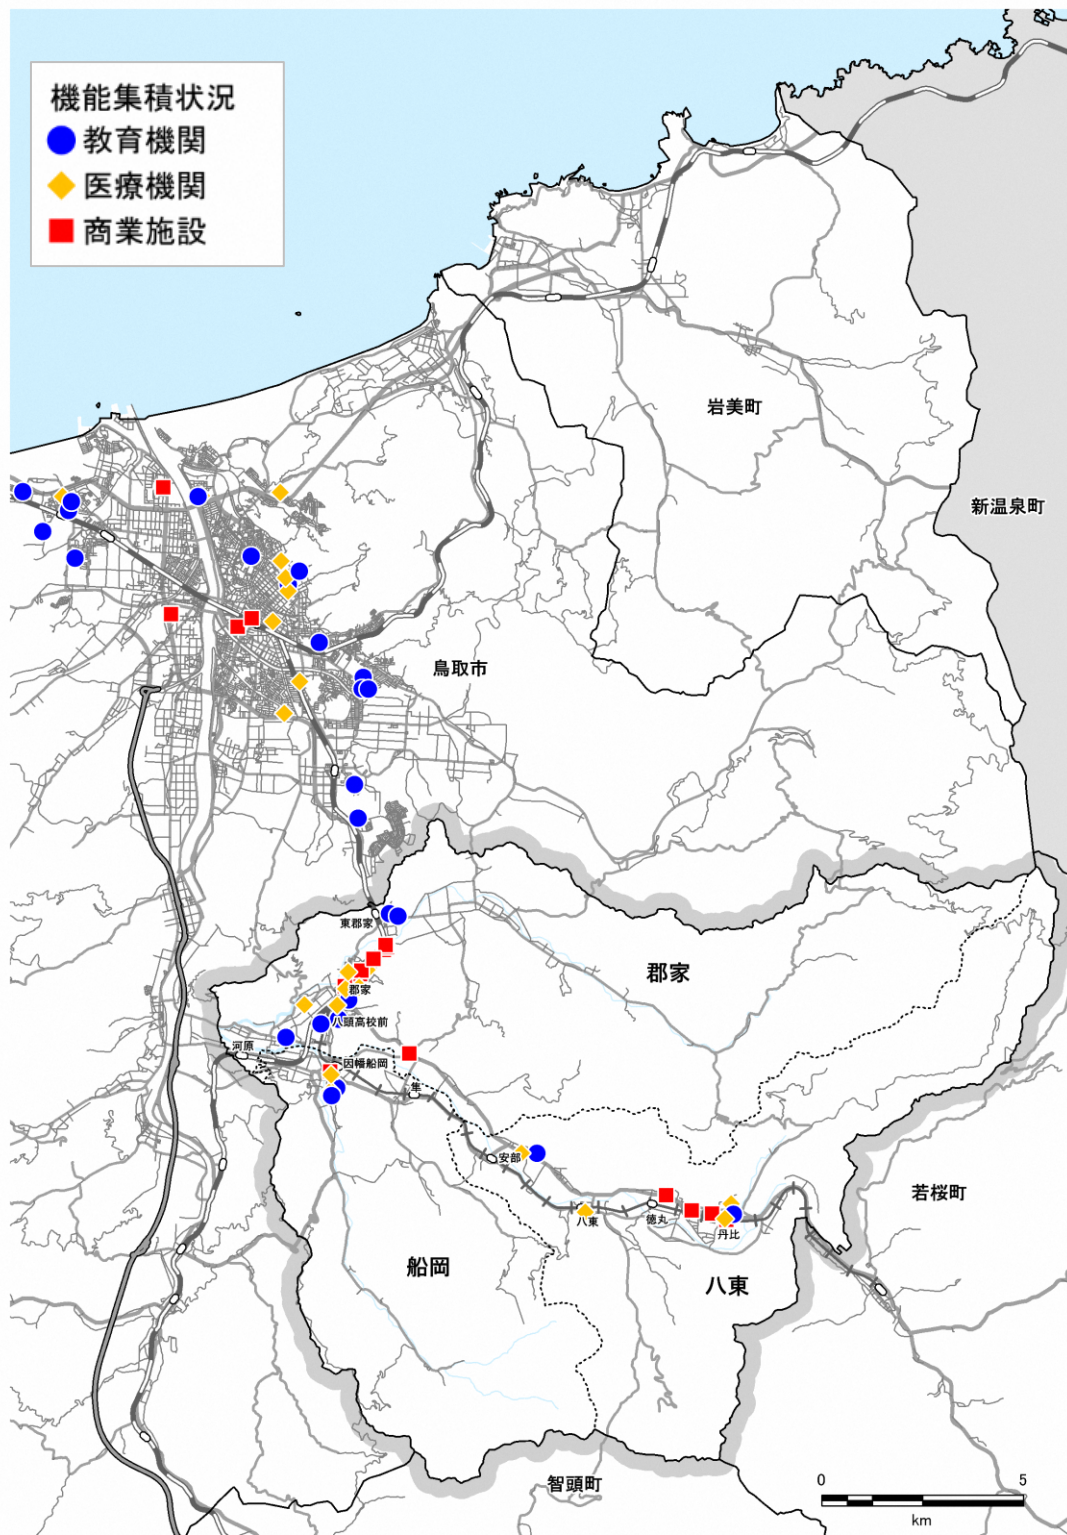 機能集積状況
教育機関
医療機関
商業施設
岩美町
新温泉町
鳥取市
東郡家
郡家
郡家
八頭高校前
河原
因幡船岡
隼
安部
八東
徳丸
丹比
若桜町
船岡
八東
智頭町
0 5
km